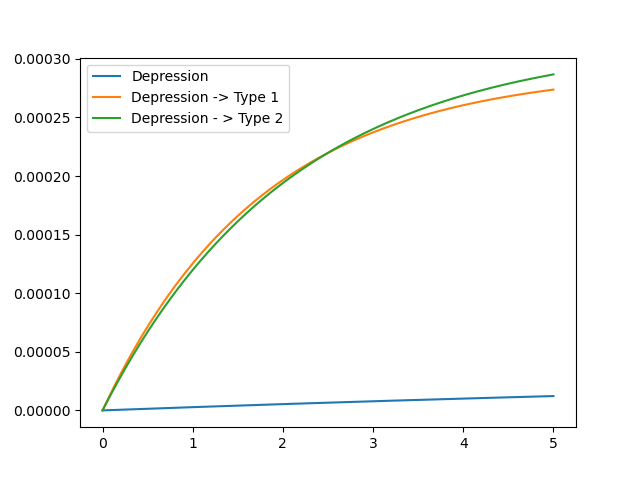 0.00030
0.00025
0.00020
0.00015
0.00010
0.00005
0.00000
Depression
Depression -> Type 1
Depression - > Type 2
0 1 2 3 4 5